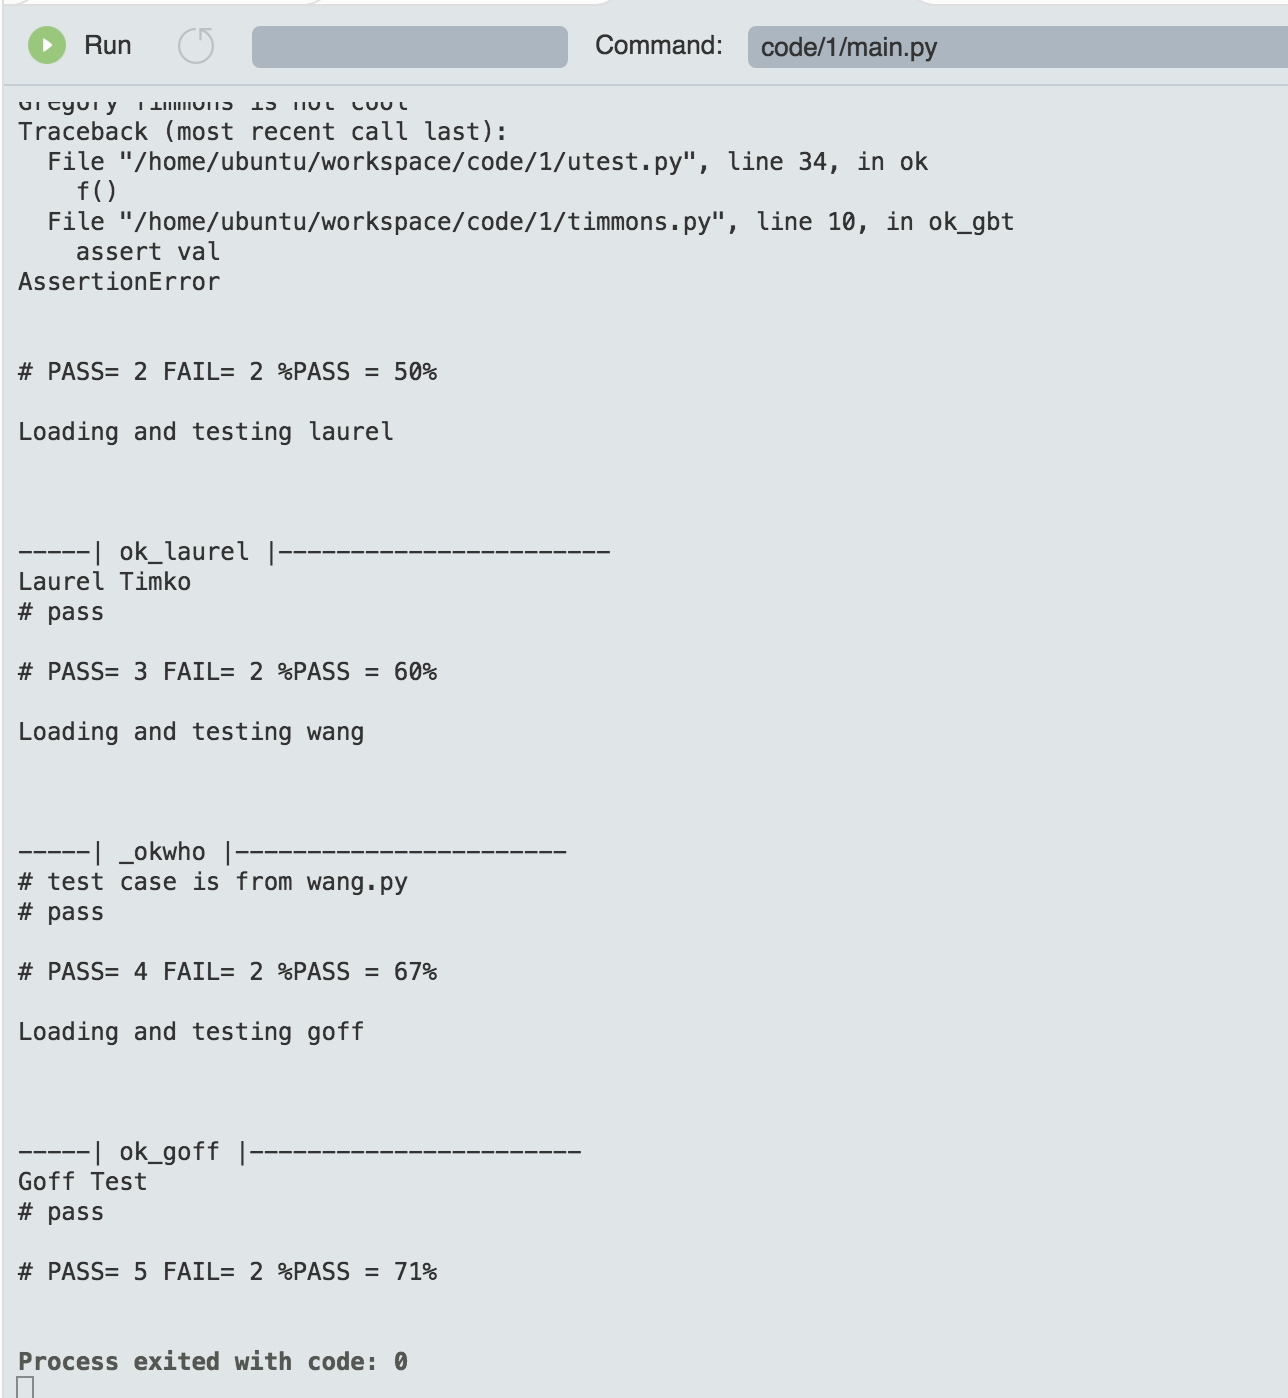 Run Command: code/1/main.py
Gregory Timmons is not cool
Traceback (most recent call last):
  File "/home/ubuntu/workspace/code/1/utest.py", line 34, in ok
    f()
  File "/home/ubuntu/workspace/code/1/timmons.py", line 10, in ok_gbt
    assert val
AssertionError
# PASS= 2 FAIL= 2 %PASS = 50%
Loading and testing laurel
-----| ok_laurel |-----------------------
Laurel Timko
# pass
# PASS= 3 FAIL= 2 %PASS = 60%
Loading and testing wang
-----| _okwho |-----------------------
# test case is from wang.py
# pass
# PASS= 4 FAIL= 2 %PASS = 67%
Loading and testing goff
-----| ok_goff |-----------------------
Goff Test
# pass
# PASS= 5 FAIL= 2 %PASS = 71%
Process exited with code: 0